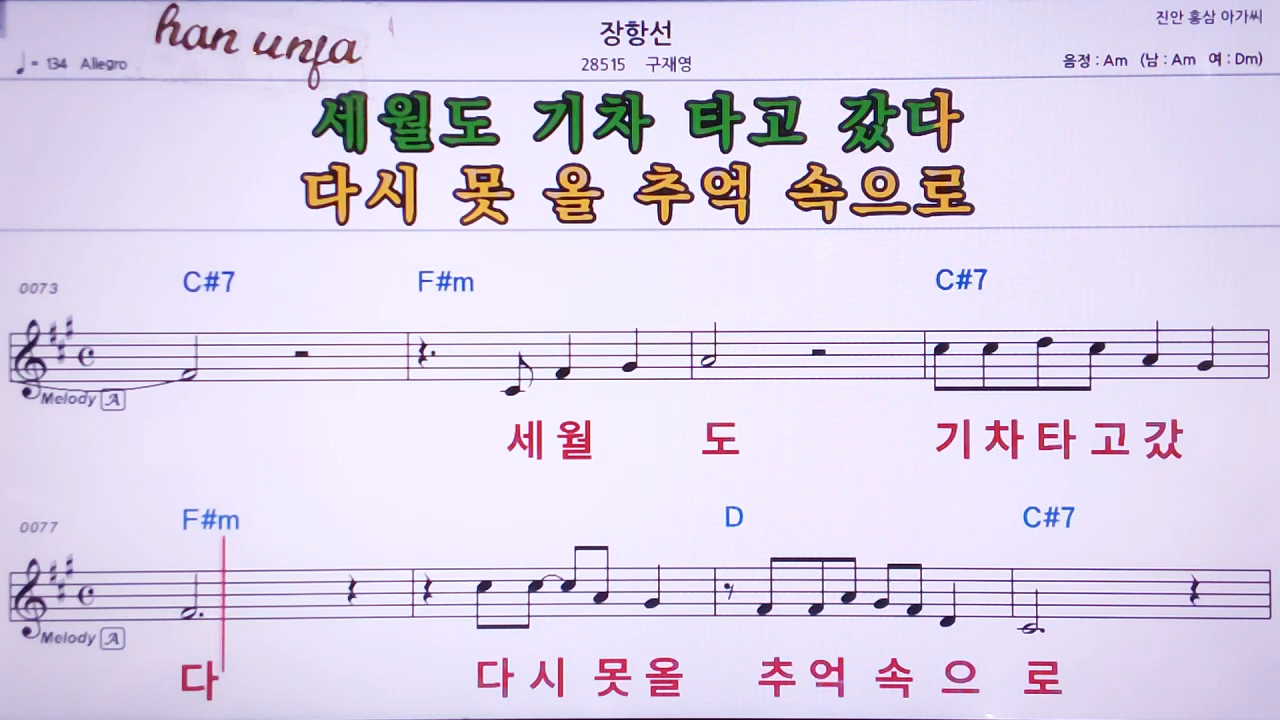 han unfa
장항선
진안 홍삼 아가씨
♩= 134 Allegro
28515 구재영
음정 : Am (남 : Am 여 : Dm)
세월도 기차 타고 갔다
다시 못 올 추억 속으로
0073
C#7 F#m C#7
Melody A
세 월 도 기 차 타 고 갔
0077
F#m D C#7
Melody A
다 다 시 못 올 추 억 속 으 로